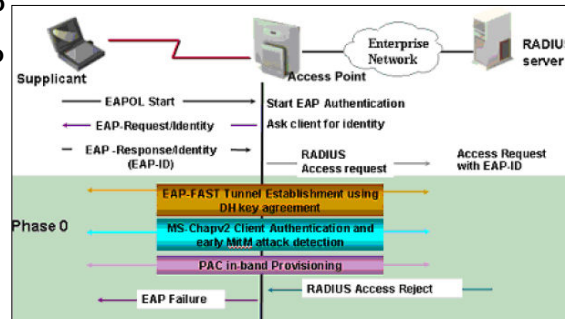 Supplicant
Access Point
Enterprise
Network
RADIUS
server
EAPOL Start
Start EAP Authentication
EAP-Request/Identity
Ask client for identity
EAP -Response/Identity
(EAP-ID)
RADIUS
Access request
Access Request
with EAP-ID
Phase 0
EAP-FAST Tunnel Establishment using
DH key agreement
MS-Chapv2 Client Authentication and
early MitM attack detection
PAC in-band Provisioning
RADIUS Access Reject
EAP Failure